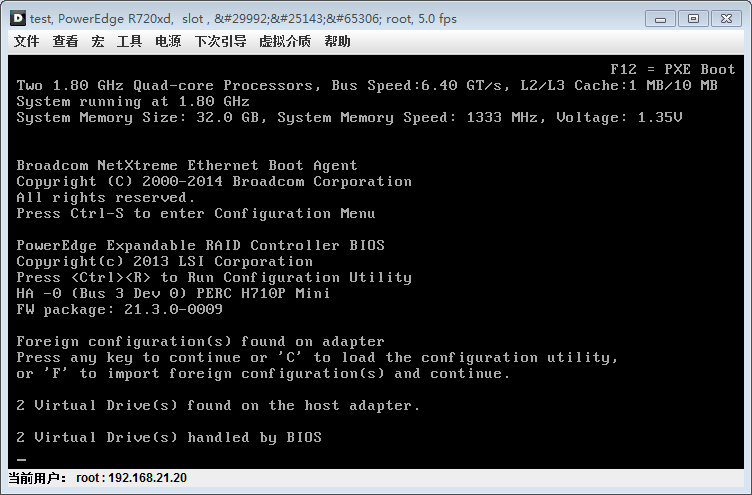 test, PowerEdge R720xd,  slot , &#29992;&#25143;&#65306; root, 5.0 fps
文件 查看 宏 工具 电源 下次引导 虚拟介质 帮助
F12 = PXE Boot
Two 1.80 GHz Quad-core Processors, Bus Speed:6.40 GT/s, L2/L3 Cache:1 MB/10 MB
System running at 1.80 GHz
System Memory Size: 32.0 GB, System Memory Speed: 1333 MHz, Voltage: 1.35V
Broadcom NetXtreme Ethernet Boot Agent
Copyright (C) 2000-2014 Broadcom Corporation
All rights reserved.
Press Ctrl-S to enter Configuration Menu
PowerEdge Expandable RAID Controller BIOS
Copyright(c) 2013 LSI Corporation
Press <Ctrl><R> to Run Configuration Utility
HA -0 (Bus 3 Dev 0) PERC H710P Mini
FW package: 21.3.0-0009
Foreign configuration(s) found on adapter
Press any key to continue or 'C' to load the configuration utility,
or 'F' to import foreign configuration(s) and continue.
2 Virtual Drive(s) found on the host adapter.
2 Virtual Drive(s) handled by BIOS
_
当前用户： root : 192.168.21.20